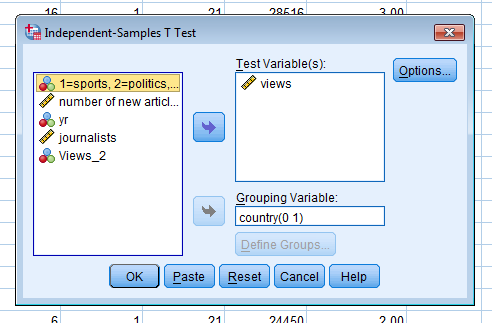 16 1 21 28616 3.00
Independent-Samples T Test
Test Variable(s):
1=sports, 2=politics,...
number of new articl...
yr
journalists
Views_2
views
Options...
Grouping Variable:
country(0 1)
Define Groups...
OK Paste Reset Cancel Help
6 1 21 24450 2.00